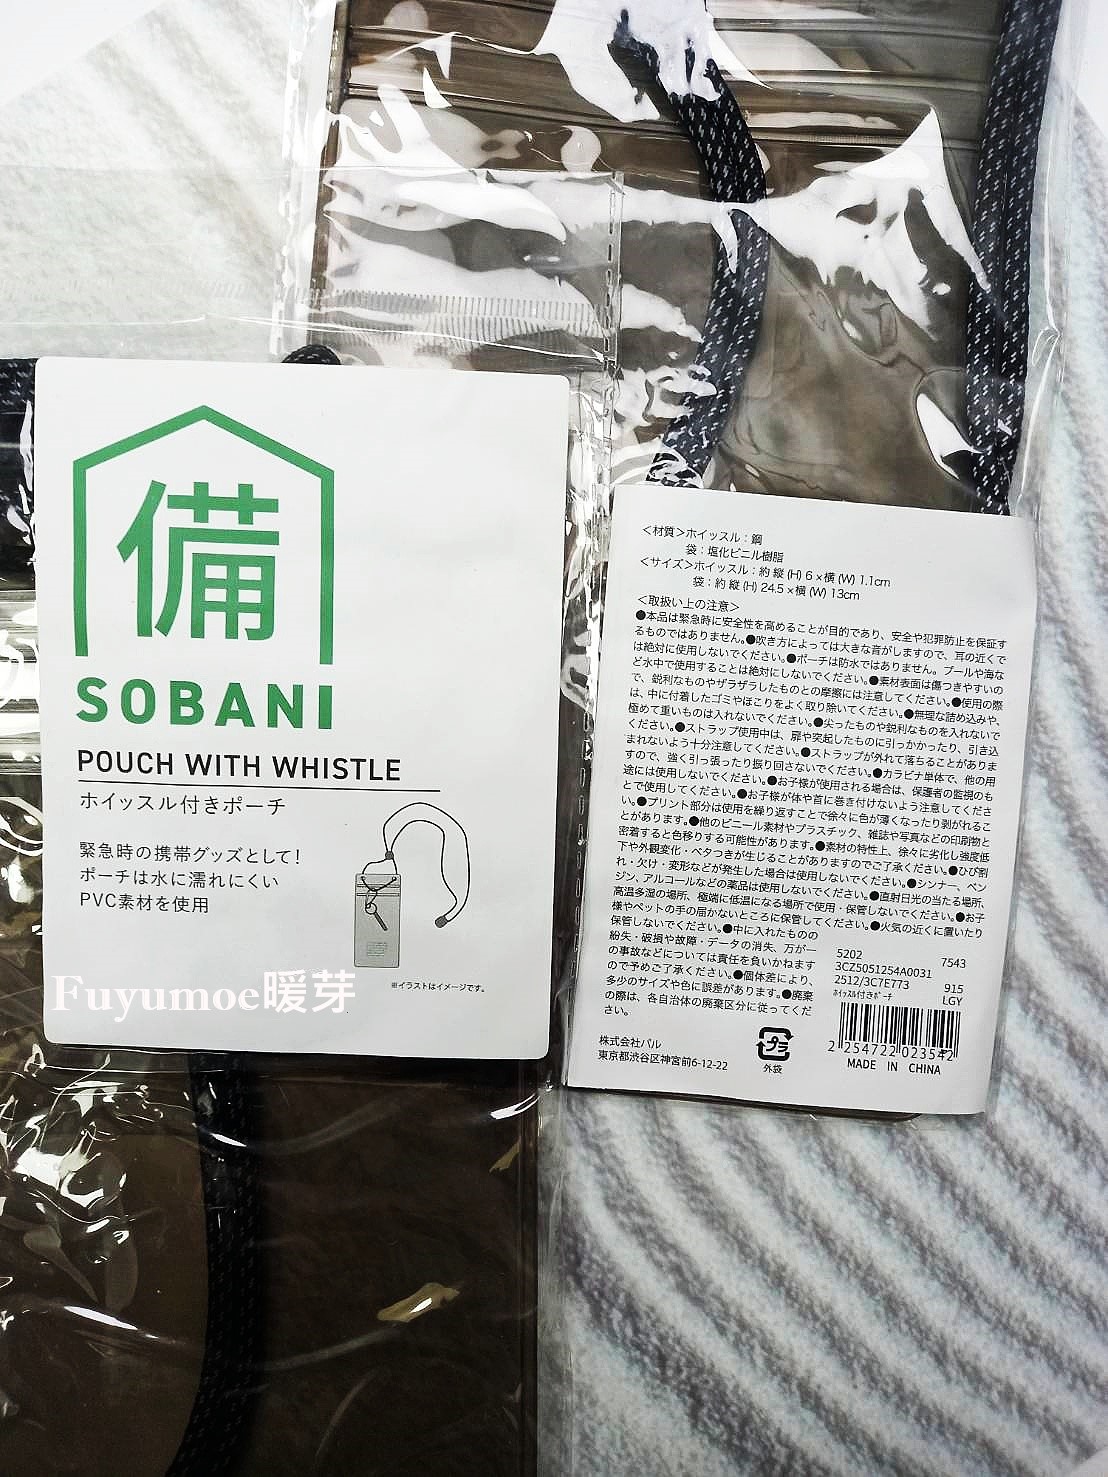 備
SOBANI
POUCH WITH WHISTLE
ホイッスル付きポーチ
緊急時の携帯グッズとして!
ポーチは水に濡れにくい
PVC素材を使用
※イラストはイメージです。
Fuyumoe暖芽
＜材質＞ホイッスル：鋼
袋：塩化ビニル樹脂
＜サイズ＞ホイッスル：約 縦 (H) 6 × 横 (W) 1.1cm
袋：約 縦 (H) 24.5 × 横 (W) 13cm
＜取扱い上の注意＞
●本品は緊急時に安全性を高めることが目的であり、安全や犯罪防止を保証す
るものではありません。●吹き方によっては大きな音がしますので、耳の近くで
は絶対に使用しないでください。●ポーチは防水ではありません。プールや海な
ど水中で使用することは絶対にしないでください。●素材表面は傷つきやすいの
で、鋭利なものやザラザラしたものとの摩擦には注意してください。●使用の際
は、中に付着したゴミやほこりをよく取り除いてください。●無理な詰め込みや、
極めて重いものは入れないでください。●尖ったものや鋭利なものを入れないで
ください。●ストラップ使用中は、扉や突起したものに引っかかったり、引き込
まれないよう十分注意してください。●ストラップが外れて落ちることがありま
すので、強く引っ張ったり振り回さないでください。●カラビナ単体で、他の用
途には使用しないでください。●お子様が使用される場合は、保護者の監視のも
とで使用してください。●お子様が体や首に巻き付けないよう注意してくださ
い。●プリント部分は使用を繰り返すことで徐々に色が薄くなったり剥がれるこ
とがあります。●他のビニール素材やプラスチック、雑誌や写真などの印刷物と
密着すると色移りする可能性があります。●素材の特性上、徐々に劣化し強度低
下や外観変化・ベタつきが生じることがありますのでご了承ください。●ひび割
れ・欠け・変形などが発生した場合は使用しないでください。●シンナー、ベン
ジン、アルコールなどの薬品は使用しないでください。●直射日光の当たる場所、
高温多湿の場所、極端に低温になる場所で使用・保管しないでください。●お子
様やペットの手の届かないところに保管してください。●火気の近くに置いたり
保管しないでください。●中に入れたものの
紛失・破損や故障・データの消失、万が一
の事故などについては責任を負いかねます
ので予めご了承ください。●個体差により、
多少のサイズや色に誤差があります。●廃棄
の際は、各自治体の廃棄区分に従ってくだ
さい。
5202 7543
3CZ5051254A0031
2512/3C7E773 915
ﾎｲｯｽﾙ付きﾎﾟｰﾁ LGY
2 254722 023542
MADE IN CHINA
プラ
外袋
株式会社パル
東京都渋谷区神宮前6-12-22